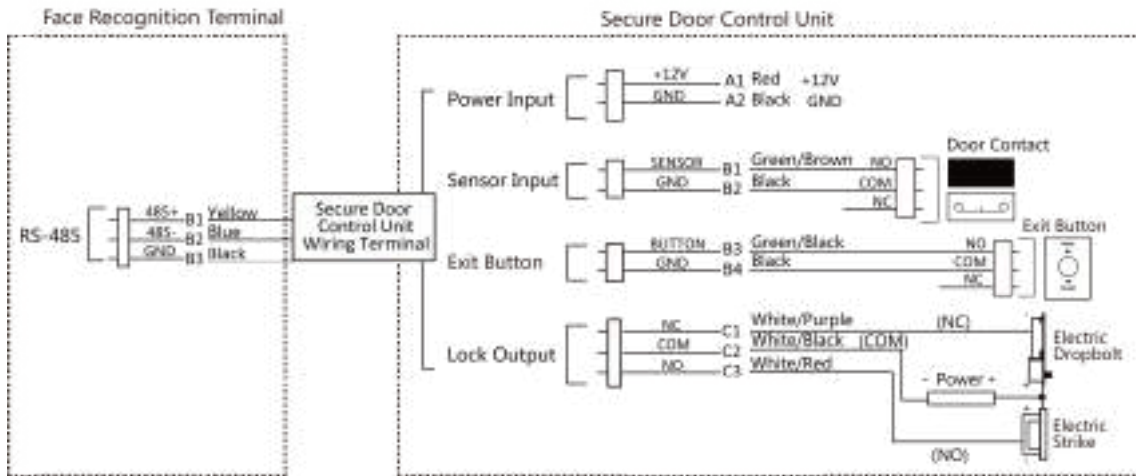 Face Recognition Terminal
Secure Door Control Unit
Power Input
+12V A1 Red +12V
GND A2 Black GND
Door Contact
Sensor Input
SENSOR B1 Green/Brown NO
GND B2 Black COM
NC
RS-485
485+ B1 Yellow
485- B2 Blue
GND B3 Black
Secure Door
Control Unit
Wiring Terminal
Exit Button
Exit Button
BUTTON B3 Green/Black NO
GND B4 Black COM
NC
Lock Output
NC C1 White/Purple (NC)
COM C2 White/Black (COM)
NO C3 White/Red
Electric
Dropbolt
- Power +
Electric
Strike
(NO)